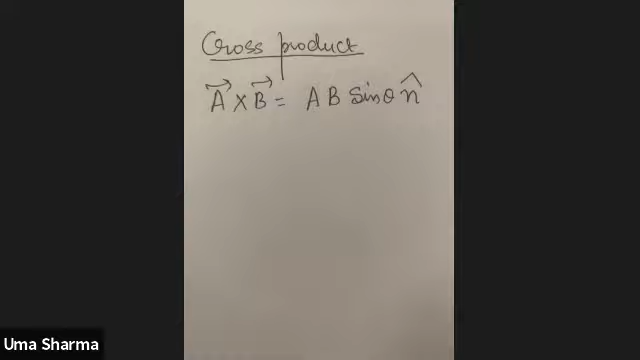 Cross product
A⃗ × B⃗ = A B Sinθ n̂
Uma Sharma